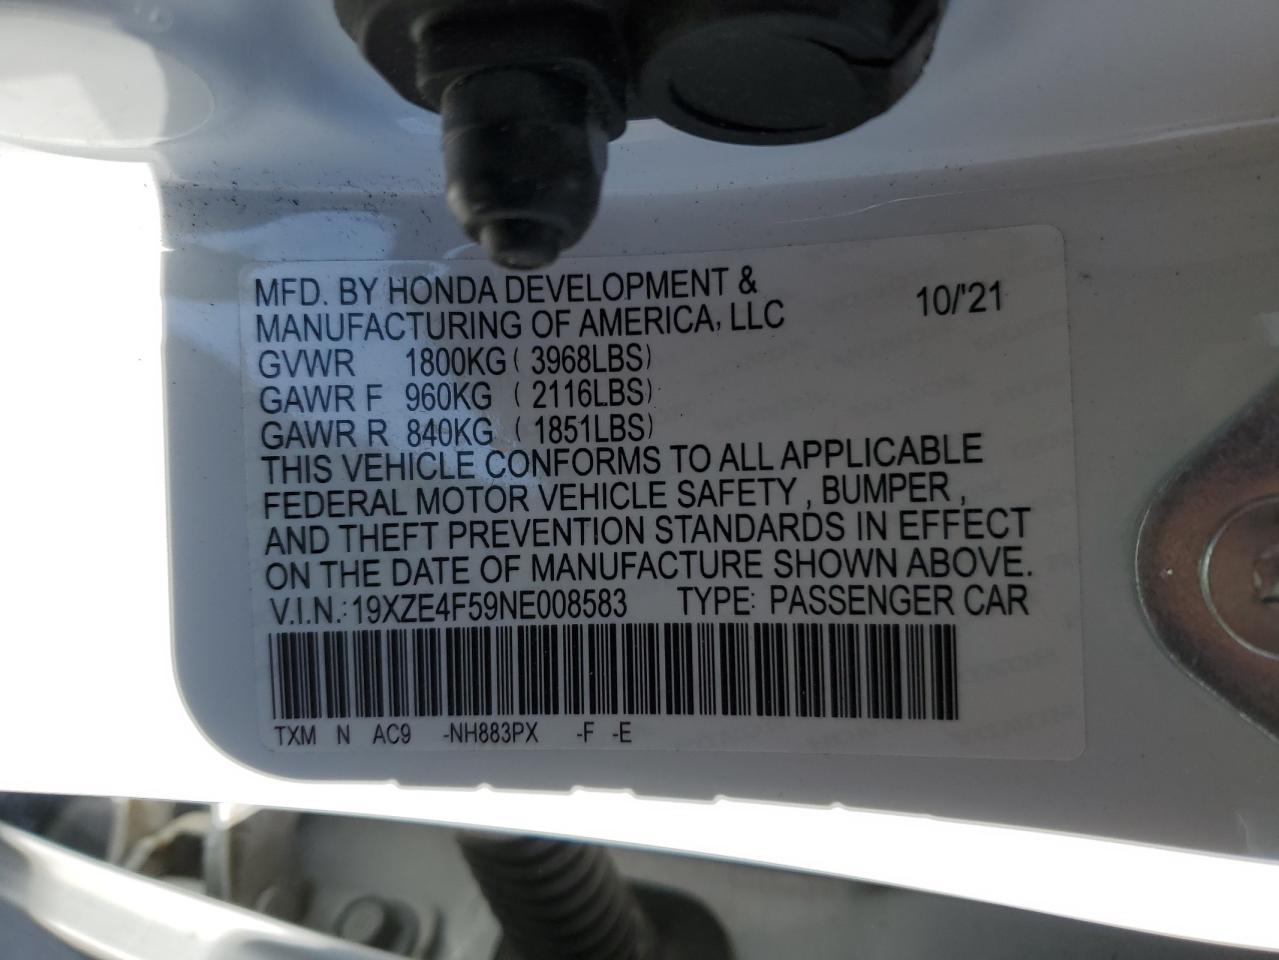 MFD. BY HONDA DEVELOPMENT &
MANUFACTURING OF AMERICA, LLC 10/'21
GVWR 1800KG ( 3968LBS)
GAWR F 960KG ( 2116LBS)
GAWR R 840KG ( 1851LBS)
THIS VEHICLE CONFORMS TO ALL APPLICABLE
FEDERAL MOTOR VEHICLE SAFETY , BUMPER ,
AND THEFT PREVENTION STANDARDS IN EFFECT
ON THE DATE OF MANUFACTURE SHOWN ABOVE.
V.I.N.:19XZE4F59NE008583 TYPE: PASSENGER CAR
TXM N AC9 -NH883PX -F -E